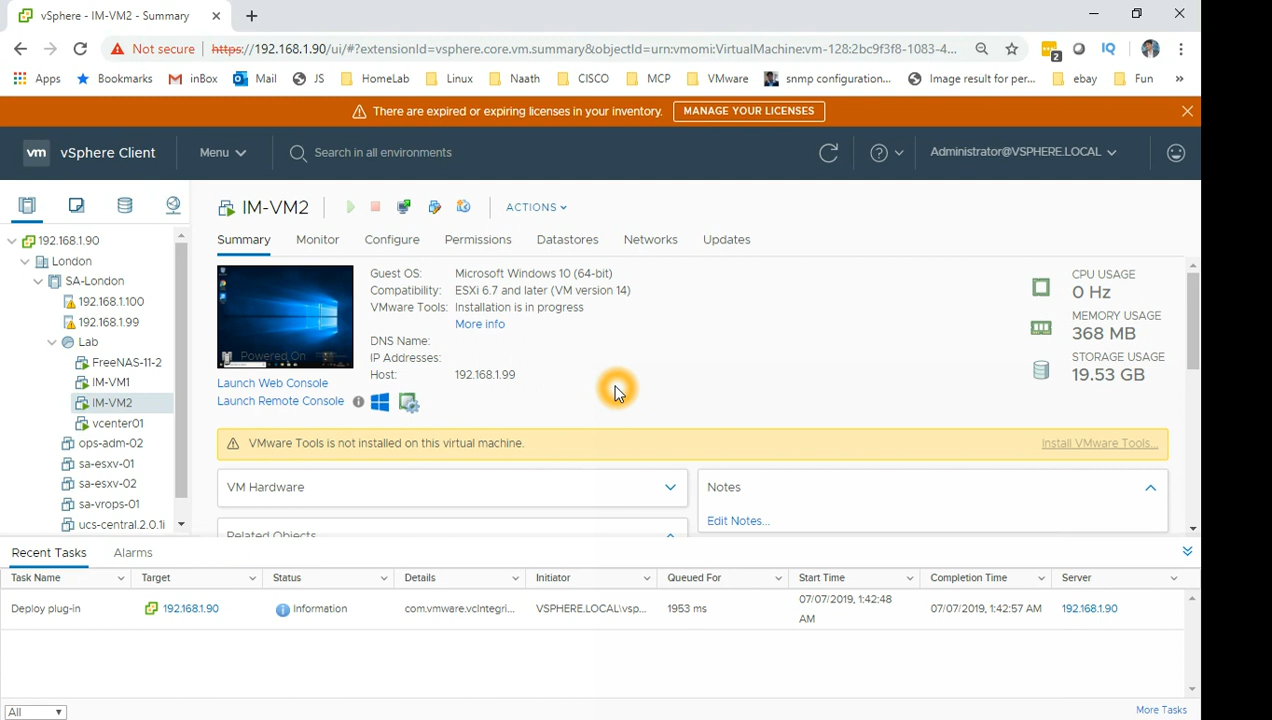 vSphere - IM-VM2 - Summary
Not secure https://192.168.1.90/ui/#?extensionId=vsphere.core.vm.summary&objectId=urn:vmomi:VirtualMachine:vm-128:2bc9f3f8-1083-4...
2 IQ
Apps Bookmarks inBox Mail JS HomeLab Linux Naath CISCO MCP VMware snmp configuration... Image result for per... ebay Fun »
There are expired or expiring licenses in your inventory. MANAGE YOUR LICENSES
vm vSphere Client Menu Search in all environments Administrator@VSPHERE.LOCAL
IM-VM2 ACTIONS
Summary Monitor Configure Permissions Datastores Networks Updates
192.168.1.90
London
SA-London
192.168.1.100
192.168.1.99
Lab
FreeNAS-11-2
IM-VM1
IM-VM2
vcenter01
ops-adm-02
sa-esxv-01
sa-esxv-02
sa-vrops-01
ucs-central.2.0.1i
Powered On
Launch Web Console
Launch Remote Console
Guest OS: Microsoft Windows 10 (64-bit)
Compatibility: ESXi 6.7 and later (VM version 14)
VMware Tools: Installation is in progress
More info
DNS Name:
IP Addresses:
Host: 192.168.1.99
CPU USAGE
0 Hz
MEMORY USAGE
368 MB
STORAGE USAGE
19.53 GB
VMware Tools is not installed on this virtual machine. Install VMware Tools...
VM Hardware
Notes
Edit Notes...
Related Objects
Recent Tasks Alarms
Task Name Target Status Details Initiator Queued For Start Time Completion Time Server
Deploy plug-in 192.168.1.90 Information com.vmware.vcIntegri... VSPHERE.LOCAL\vsp... 1953 ms 07/07/2019, 1:42:48 AM 07/07/2019, 1:42:57 AM 192.168.1.90
All More Tasks